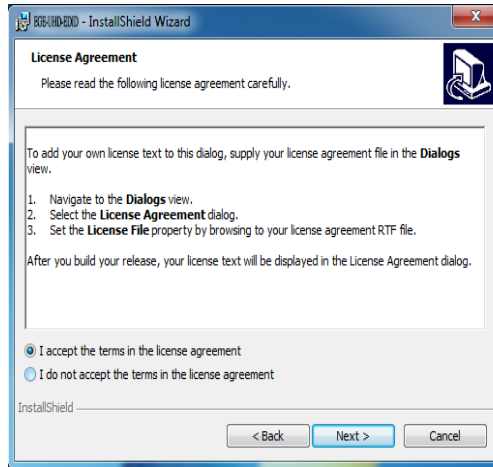 - InstallShield Wizard
License Agreement
Please read the following license agreement carefully.
To add your own license text to this dialog, supply your license agreement file in the Dialogs
view.
1. Navigate to the Dialogs view.
2. Select the License Agreement dialog.
3. Set the License File property by browsing to your license agreement RTF file.
After you build your release, your license text will be displayed in the License Agreement dialog.
I accept the terms in the license agreement
I do not accept the terms in the license agreement
InstallShield
< Back Next > Cancel